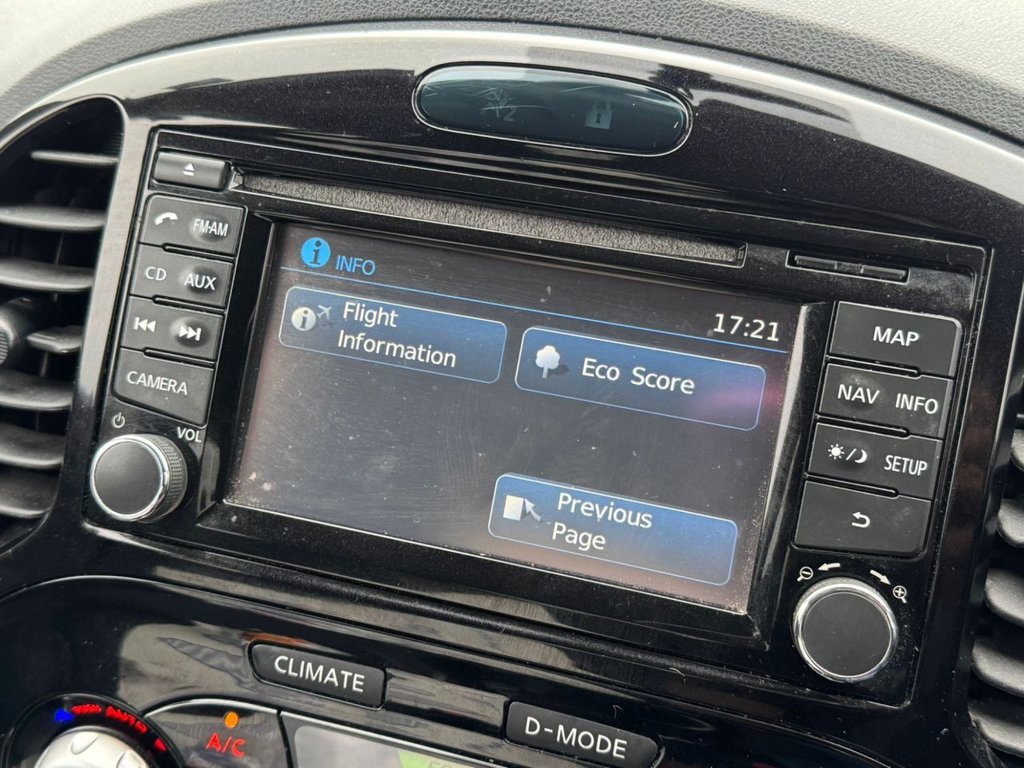 FM-AM
CD AUX
CAMERA
VOL
INFO
17:21
Flight
Information
Eco Score
Previous
Page
MAP
NAV INFO
SETUP
CLIMATE
D-MODE
A/C